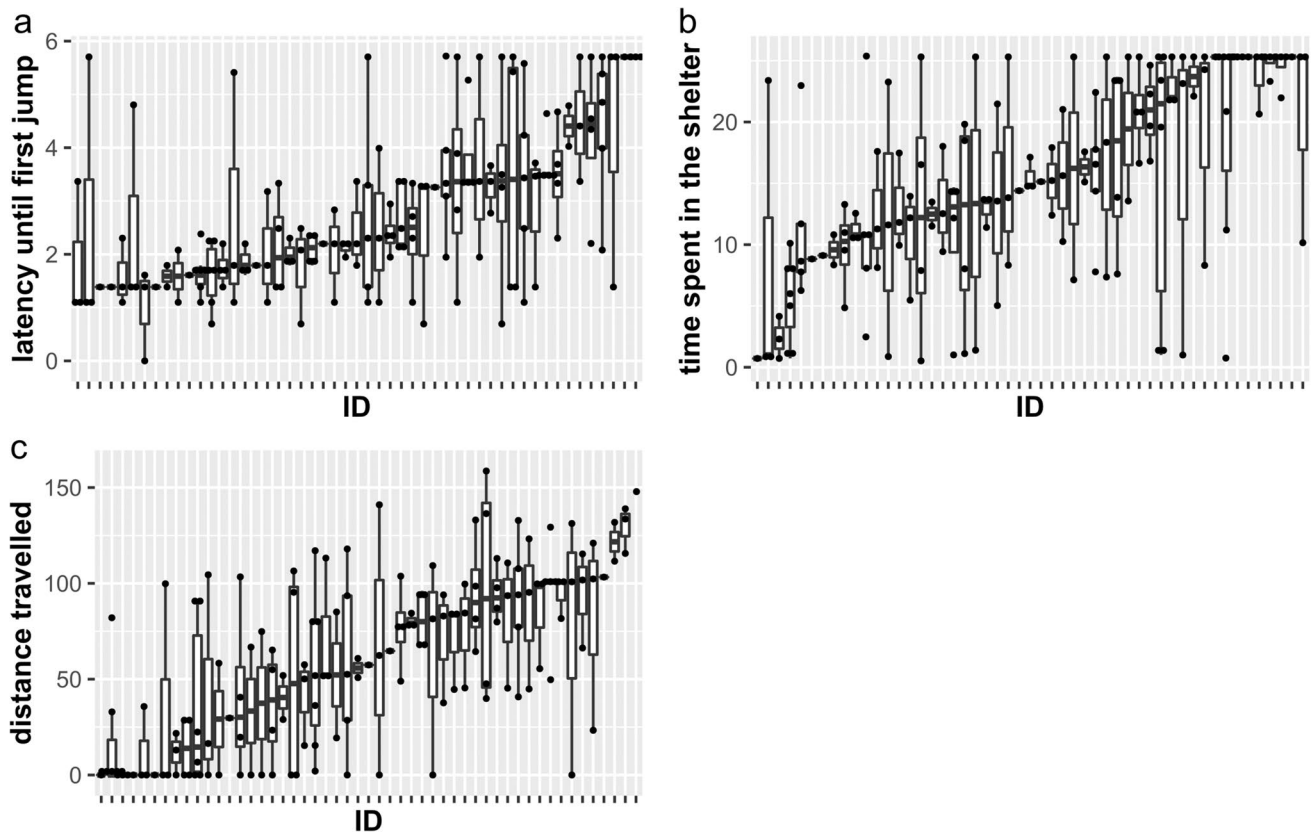 a
6
4
2
0
latency until first jump
ID
b
20
10
0
time spent in the shelter
ID
c
150
100
50
0
distance travelled
ID